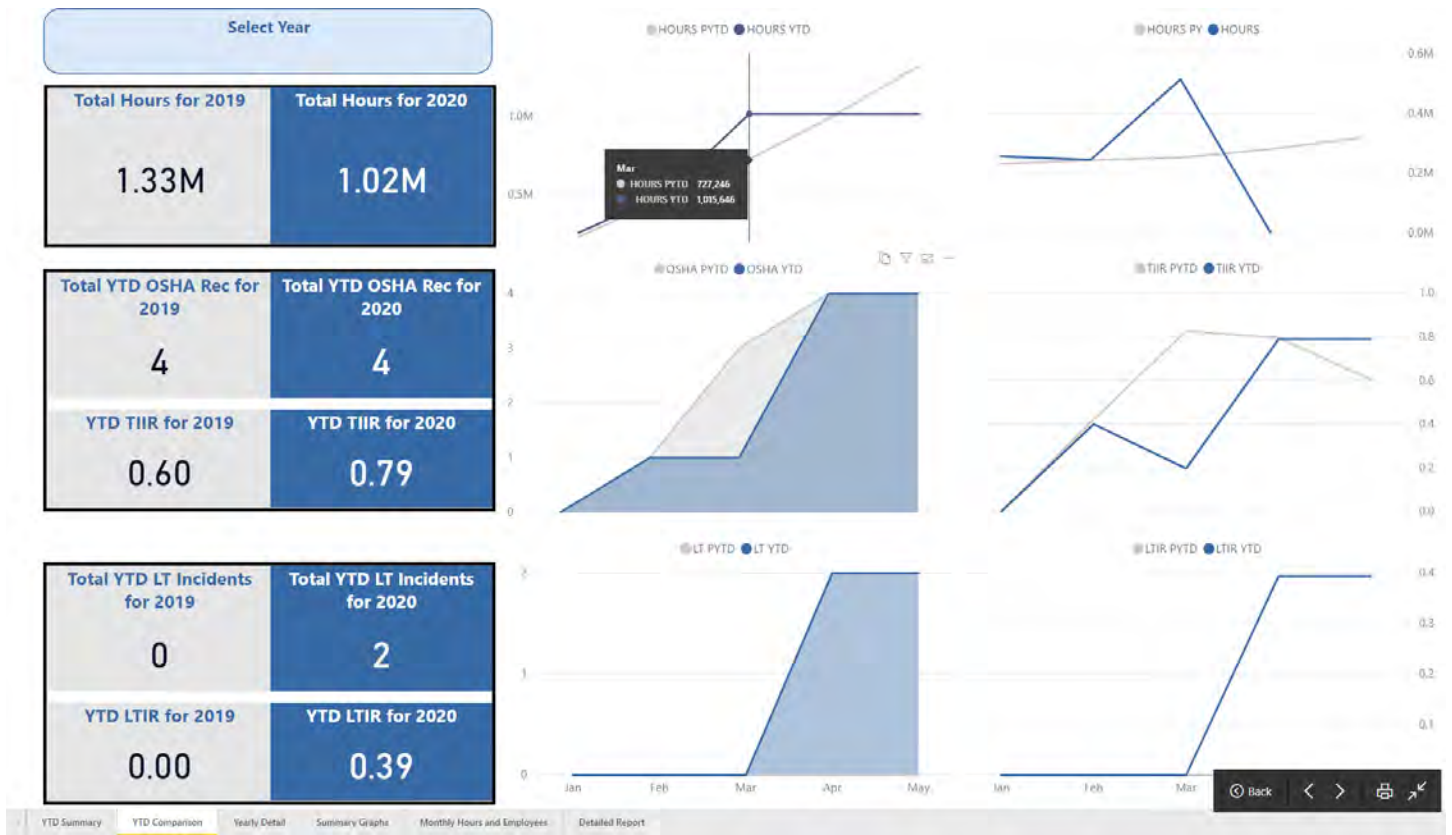 Select Year
Total Hours for 2019
1.33M
Total Hours for 2020
1.02M
Total YTD OSHA Rec for
2019
4
Total YTD OSHA Rec for
2020
4
YTD TIIR for 2019
0.60
YTD TIIR for 2020
0.79
Total YTD LT Incidents
for 2019
0
Total YTD LT Incidents
for 2020
2
YTD LTIR for 2019
0.00
YTD LTIR for 2020
0.39
HOURS PYTD HOURS YTD
1.0M
0.5M
Mar
HOURS PYTD 727,246
HOURS YTD 1,015,646
HOURS PY HOURS
0.6M
0.4M
0.2M
0.0M
OSHA PYTD OSHA YTD
4
3
2
1
0
TIIR PYTD TIIR YTD
1.0
0.8
0.6
0.4
0.2
0.0
LT PYTD LT YTD
2
1
0
Jan Feb Mar Apr May
LTIR PYTD LTIR YTD
0.4
0.3
0.2
0.1
Jan Feb Mar
Back
YTD Summary YTD Comparison Yearly Detail Summary Graphs Monthly Hours and Employees Detailed Report